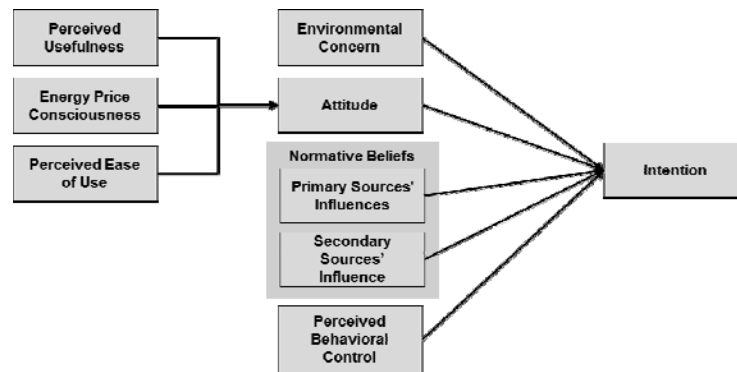 Perceived
Usefulness
Energy Price
Consciousness
Perceived Ease
of Use
Environmental
Concern
Attitude
Normative Beliefs
Primary Sources'
Influences
Secondary
Sources'
Influence
Perceived
Behavioral
Control
Intention